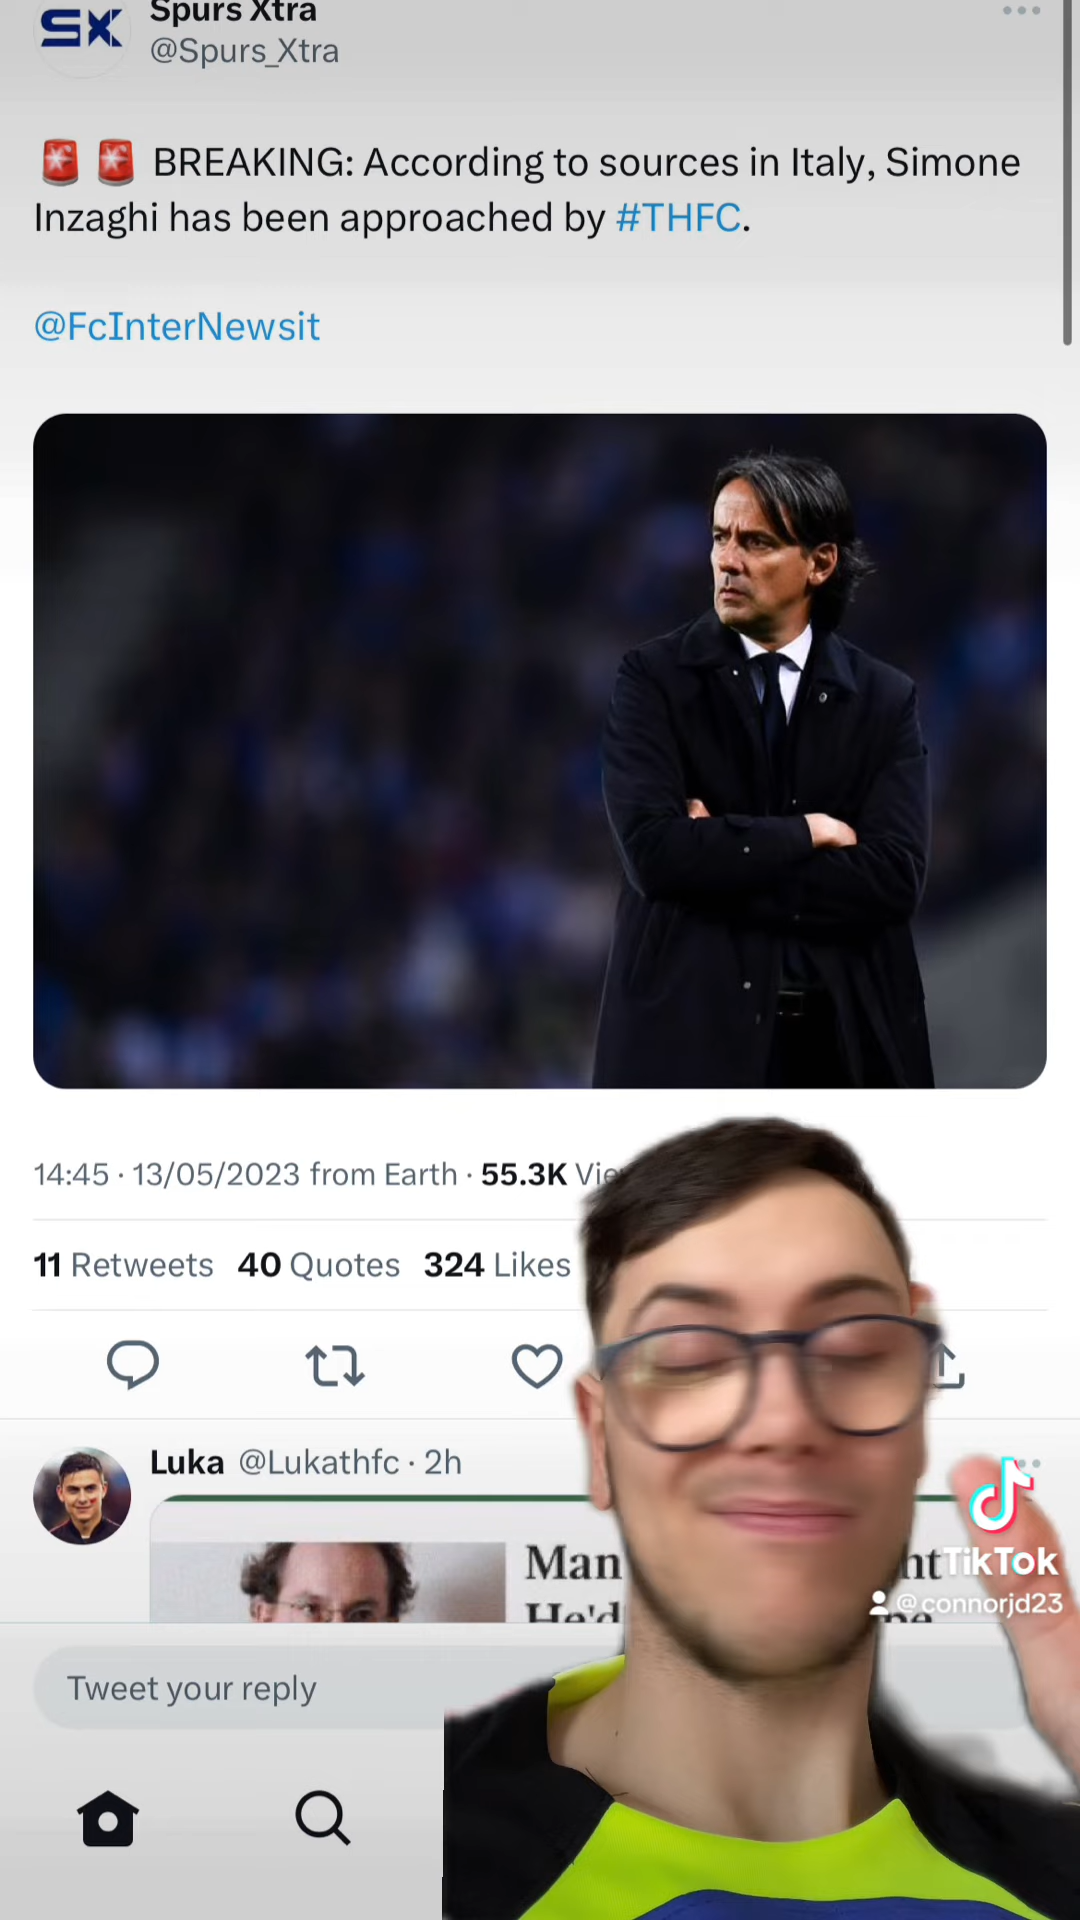 SX
Spurs Xtra
@Spurs_Xtra
BREAKING: According to sources in Italy, Simone
Inzaghi has been approached by #THFC.
@FcInterNewsit
14:45 · 13/05/2023 from Earth · 55.3K
11 Retweets 40 Quotes 324 Likes
Luka @Lukathfc · 2h
Man
He'd
TikTok
@connorjd23
Tweet your reply